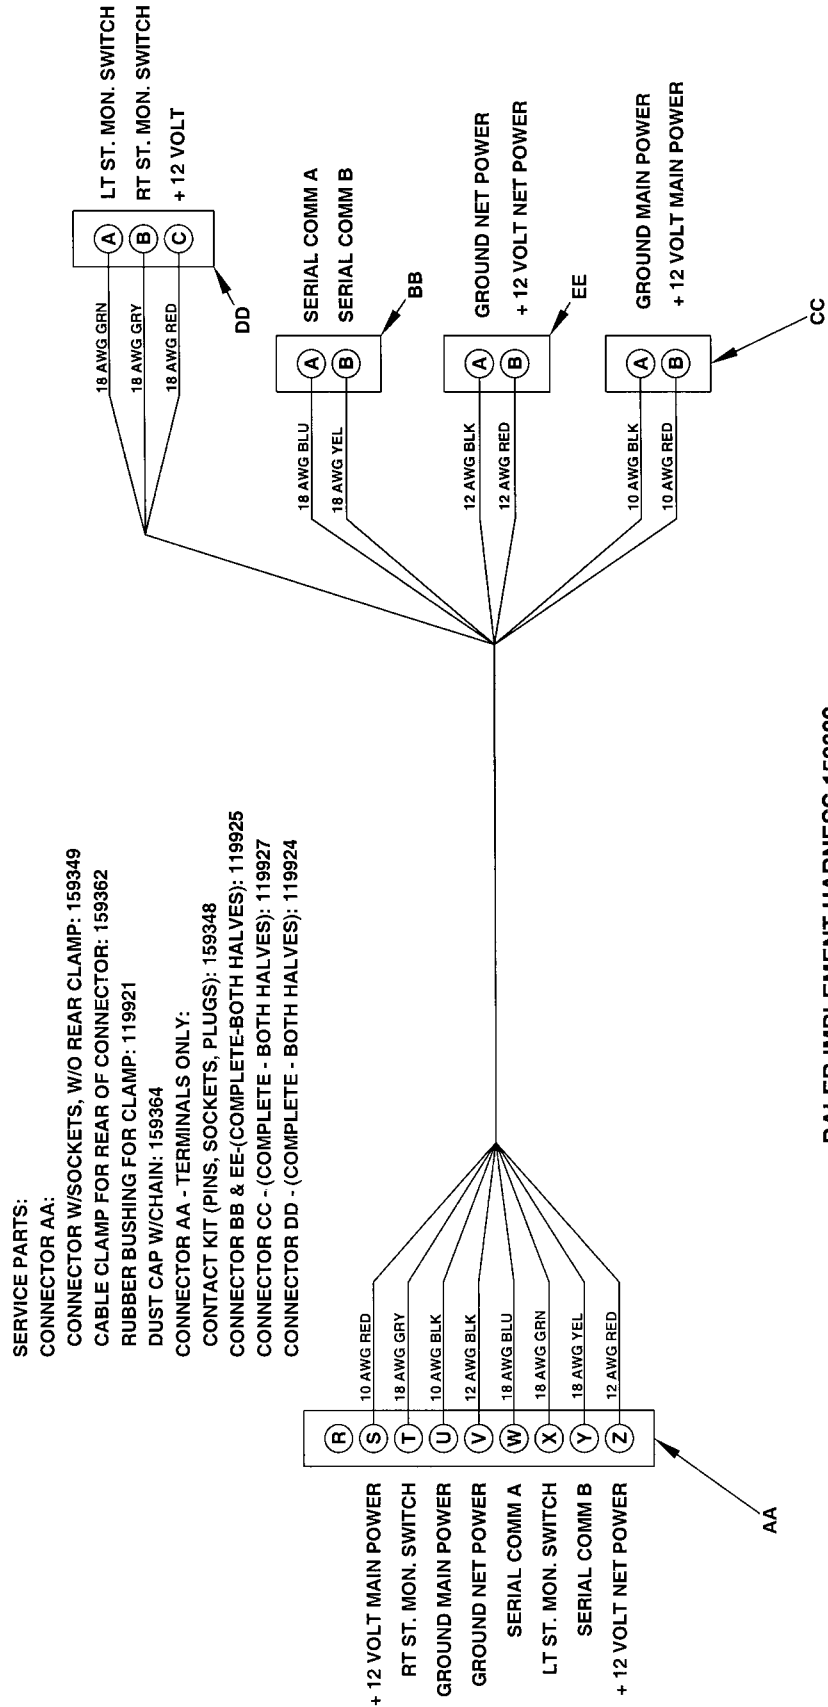 SERVICE PARTS:
CONNECTOR AA:
CONNECTOR W/SOCKETS, W/O REAR CLAMP: 159349
CABLE CLAMP FOR REAR OF CONNECTOR: 159362
RUBBER BUSHING FOR CLAMP: 119921
DUST CAP W/CHAIN: 159364
CONNECTOR AA - TERMINALS ONLY:
CONTACT KIT (PINS, SOCKETS, PLUGS): 159348
CONNECTOR BB & EE-(COMPLETE-BOTH HALVES): 119925
CONNECTOR CC - (COMPLETE - BOTH HALVES): 119927
CONNECTOR DD - (COMPLETE - BOTH HALVES): 119924
R
+ 12 VOLT MAIN POWER S 10 AWG RED
RT ST. MON. SWITCH T 18 AWG GRY
GROUND MAIN POWER U 10 AWG BLK
GROUND NET POWER V 12 AWG BLK
SERIAL COMM A W 18 AWG BLU
LT ST. MON. SWITCH X 18 AWG GRN
SERIAL COMM B Y 18 AWG YEL
+ 12 VOLT NET POWER Z 12 AWG RED
AA
18 AWG GRN A LT ST. MON. SWITCH
18 AWG GRY B RT ST. MON. SWITCH
18 AWG RED C + 12 VOLT
DD
18 AWG BLU A SERIAL COMM A
18 AWG YEL B SERIAL COMM B
BB
12 AWG BLK A GROUND NET POWER
12 AWG RED B + 12 VOLT NET POWER
EE
10 AWG BLK A GROUND MAIN POWER
10 AWG RED B + 12 VOLT MAIN POWER
CC
BALER IMPLEMENT HARNESS